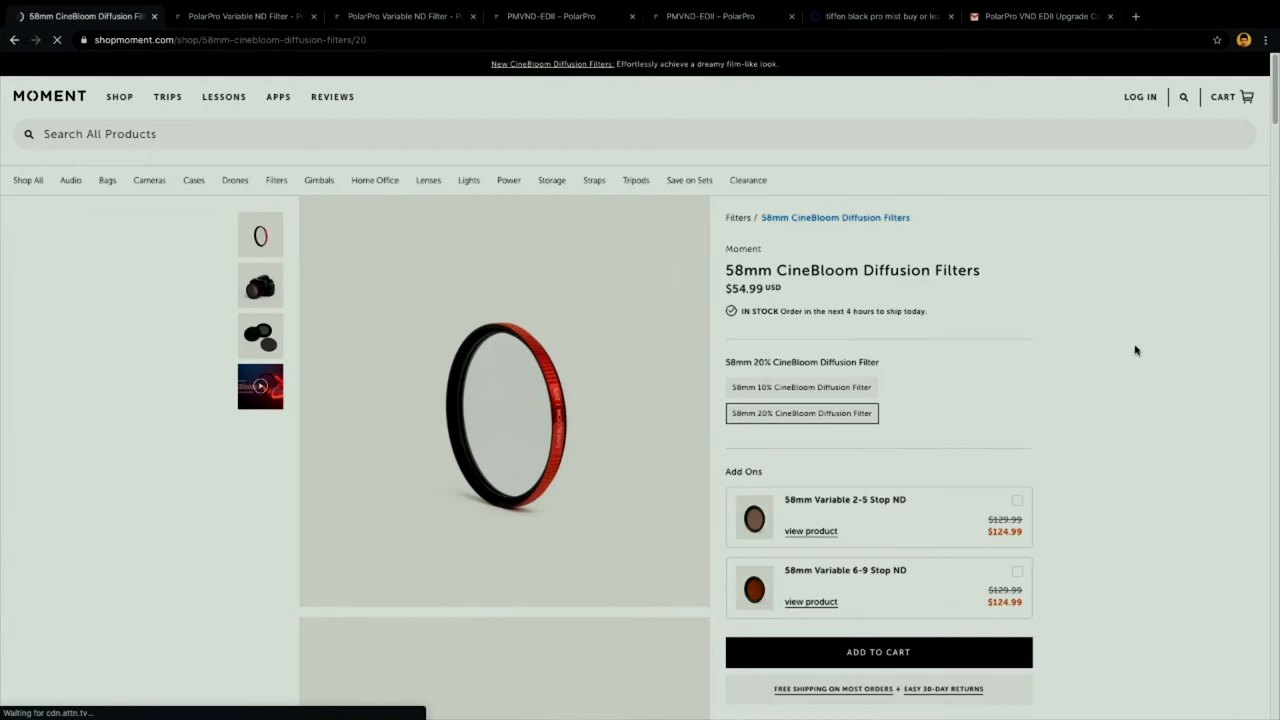 58mm CineBloom Diffusion Fil
PolarPro Variable ND Filter - P
PolarPro Variable ND Filter - P
PMVND-EDII – PolarPro
PMVND-EDII – PolarPro
tiffen black pro mist buy or le
PolarPro VND EDII Upgrade C
shopmoment.com/shop/58mm-cinebloom-diffusion-filters/20
New CineBloom Diffusion Filters: Effortlessly achieve a dreamy film-like look.
MOMENT
SHOP TRIPS LESSONS APPS REVIEWS
LOG IN
CART
Search All Products
Shop All Audio Bags Cameras Cases Drones Filters Gimbals Home Office Lenses Lights Power Storage Straps Tripods Save on Sets Clearance
Filters / 58mm CineBloom Diffusion Filters
Moment
58mm CineBloom Diffusion Filters
$54.99 USD
IN STOCK Order in the next 4 hours to ship today.
58mm 20% CineBloom Diffusion Filter
58mm 10% CineBloom Diffusion Filter
58mm 20% CineBloom Diffusion Filter
CINEBLOOM | 20%
Add Ons
58mm Variable 2-5 Stop ND
$129.99
view product
$124.99
58mm Variable 6-9 Stop ND
$129.99
view product
$124.99
ADD TO CART
FREE SHIPPING ON MOST ORDERS + EASY 30-DAY RETURNS
Waiting for cdn.attn.tv...